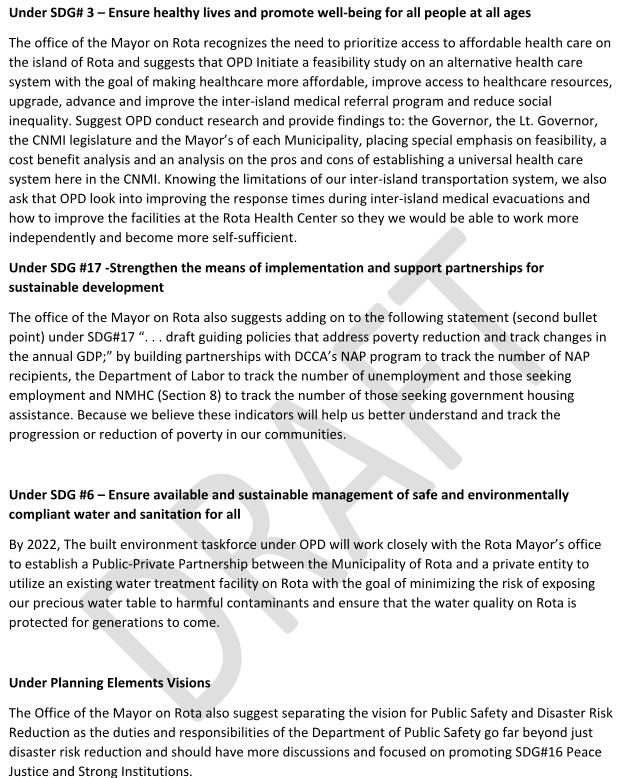 Under SDG# 3 – Ensure healthy lives and promote well-being for all people at all ages
The office of the Mayor on Rota recognizes the need to prioritize access to affordable health care on
the island of Rota and suggests that OPD Initiate a feasibility study on an alternative health care
system with the goal of making healthcare more affordable, improve access to healthcare resources,
upgrade, advance and improve the inter-island medical referral program and reduce social
inequality. Suggest OPD conduct research and provide findings to: the Governor, the Lt. Governor,
the CNMI legislature and the Mayor’s of each Municipality, placing special emphasis on feasibility, a
cost benefit analysis and an analysis on the pros and cons of establishing a universal health care
system here in the CNMI. Knowing the limitations of our inter-island transportation system, we also
ask that OPD look into improving the response times during inter-island medical evacuations and
how to improve the facilities at the Rota Health Center so they we would be able to work more
independently and become more self-sufficient.
Under SDG #17 -Strengthen the means of implementation and support partnerships for
sustainable development
The office of the Mayor on Rota also suggests adding on to the following statement (second bullet
point) under SDG#17 “. . . draft guiding policies that address poverty reduction and track changes in
the annual GDP;” by building partnerships with DCCA’s NAP program to track the number of NAP
recipients, the Department of Labor to track the number of unemployment and those seeking
employment and NMHC (Section 8) to track the number of those seeking government housing
assistance. Because we believe these indicators will help us better understand and track the
progression or reduction of poverty in our communities.
Under SDG #6 – Ensure available and sustainable management of safe and environmentally
compliant water and sanitation for all
By 2022, The built environment taskforce under OPD will work closely with the Rota Mayor’s office
to establish a Public-Private Partnership between the Municipality of Rota and a private entity to
utilize an existing water treatment facility on Rota with the goal of minimizing the risk of exposing
our precious water table to harmful contaminants and ensure that the water quality on Rota is
protected for generations to come.
Under Planning Elements Visions
The Office of the Mayor on Rota also suggest separating the vision for Public Safety and Disaster Risk
Reduction as the duties and responsibilities of the Department of Public Safety go far beyond just
disaster risk reduction and should have more discussions and focused on promoting SDG#16 Peace
Justice and Strong Institutions.
DRAFT